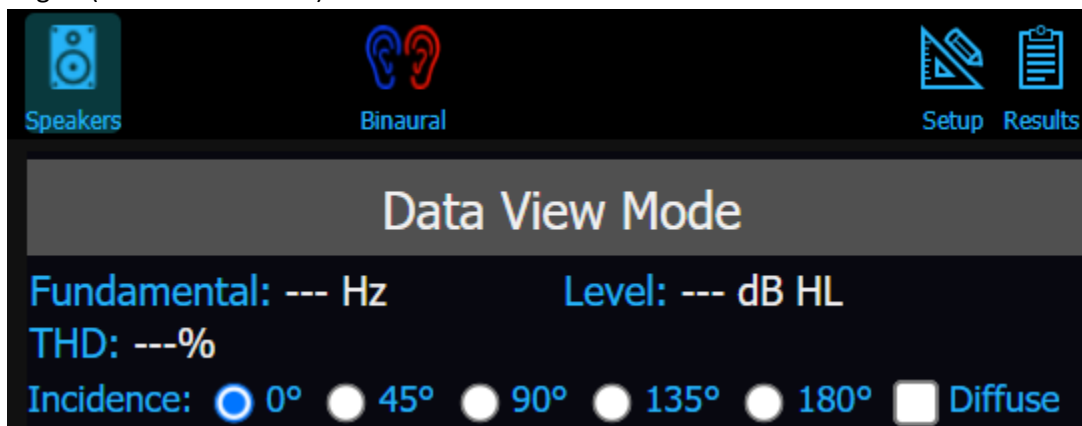 Speakers Binaural Setup Results
Data View Mode
Fundamental: --- Hz Level: --- dB HL
THD: ---%
Incidence: 0° 45° 90° 135° 180° Diffuse